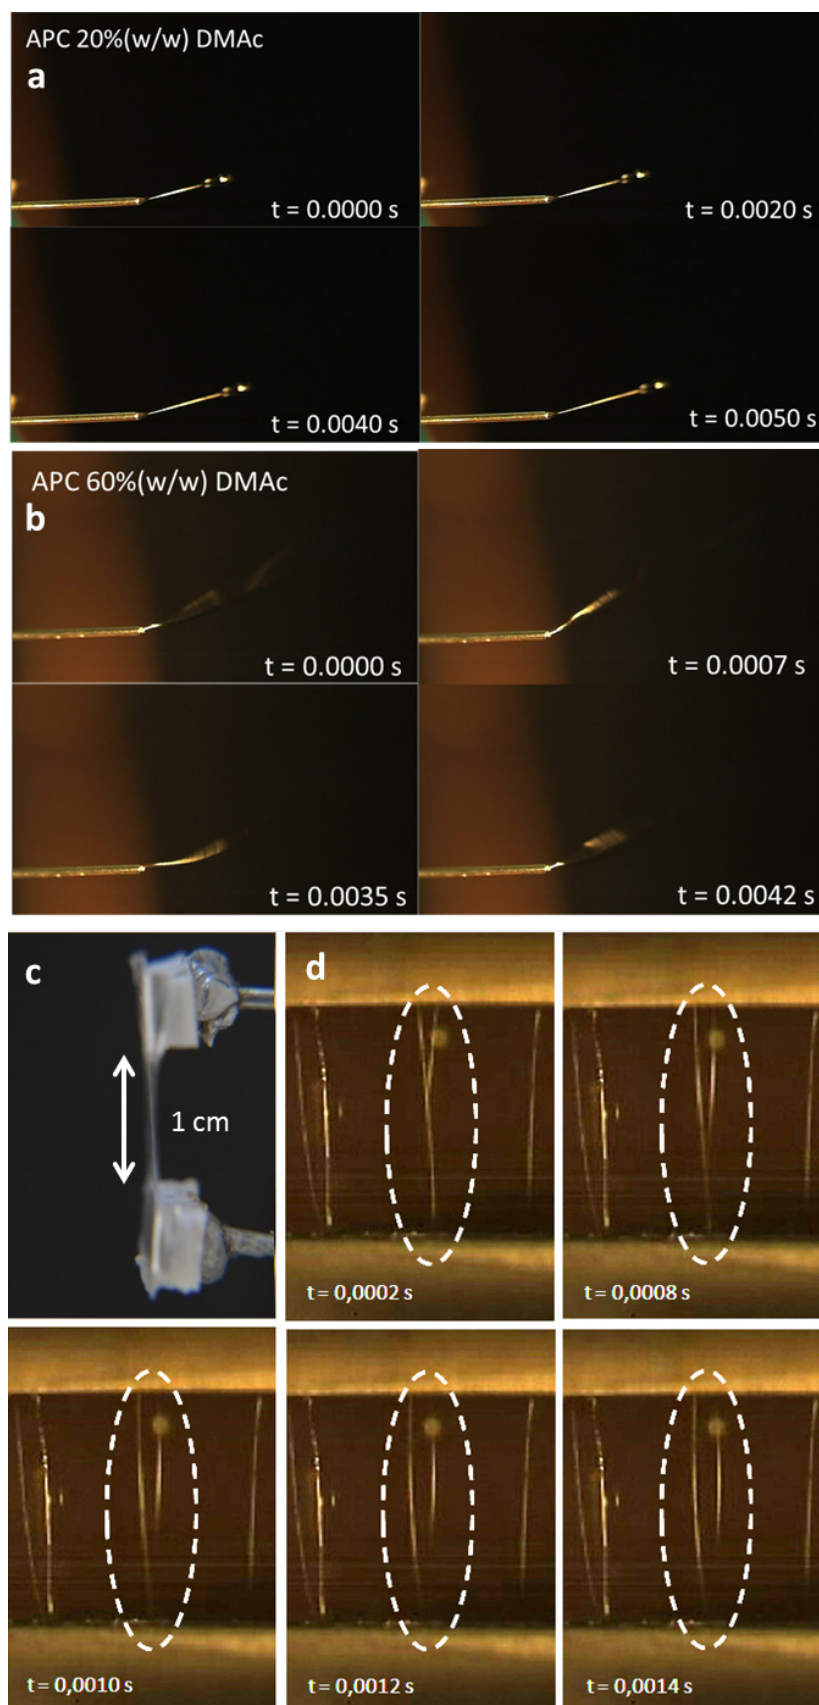 APC 20%(w/w) DMAc
a
t = 0.0000 s
t = 0.0020 s
t = 0.0040 s
t = 0.0050 s
APC 60%(w/w) DMAc
b
t = 0.0000 s
t = 0.0007 s
t = 0.0035 s
t = 0.0042 s
c
d
1 cm
t = 0,0002 s
t = 0,0008 s
t = 0,0010 s
t = 0,0012 s
t = 0,0014 s